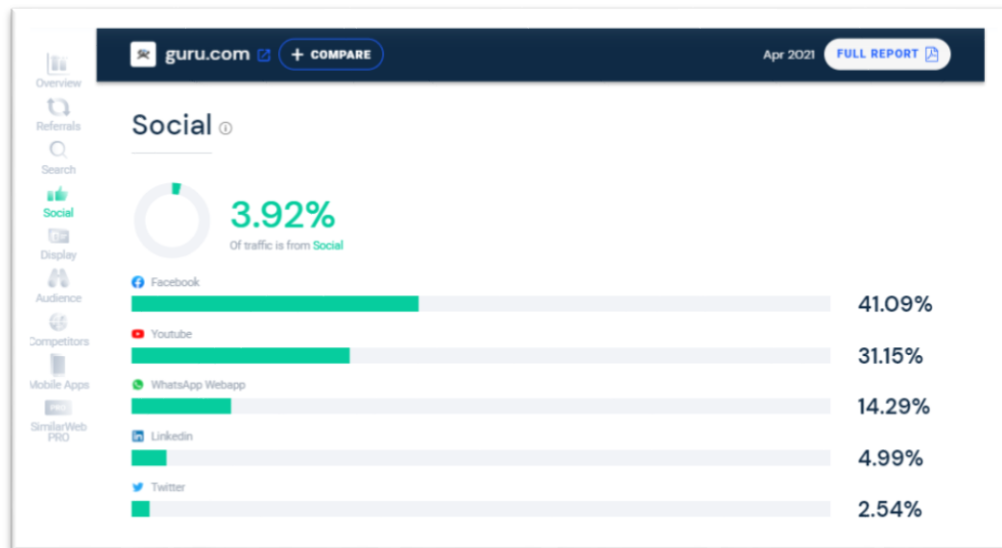 guru.com + COMPARE Apr 2021 FULL REPORT
Overview
Referrals
Search
Social
Display
Audience
Competitors
Mobile Apps
PRO
SimilarWeb
PRO
Social
3.92%
Of traffic is from Social
Facebook
41.09%
Youtube
31.15%
WhatsApp Webapp
14.29%
Linkedin
4.99%
Twitter
2.54%